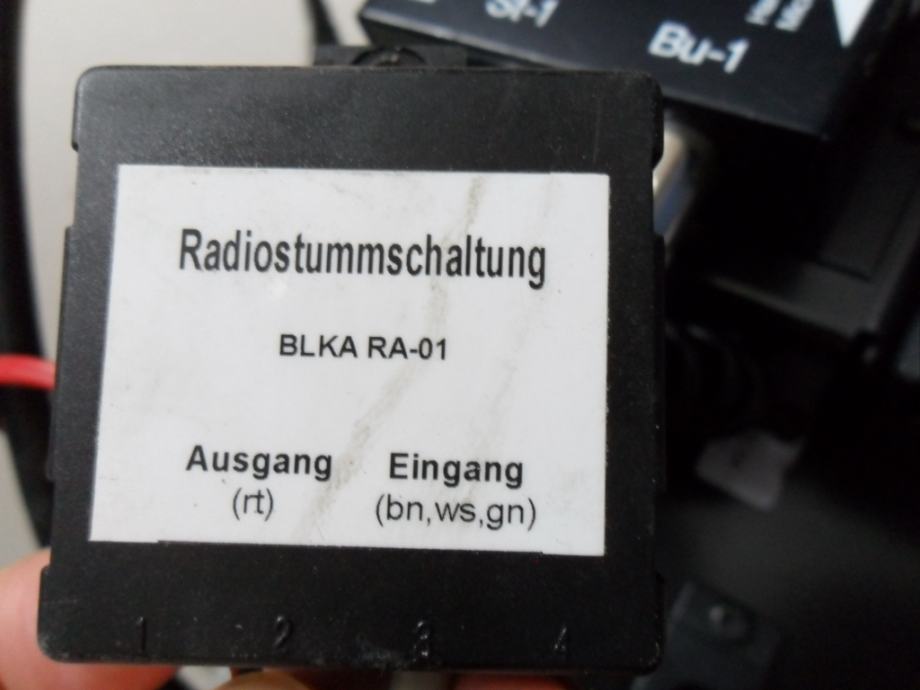 Bu-1
Radiostummschaltung
BLKA RA-01
Ausgang Eingang
(rt) (bn,ws,gn)
1 2 3 4